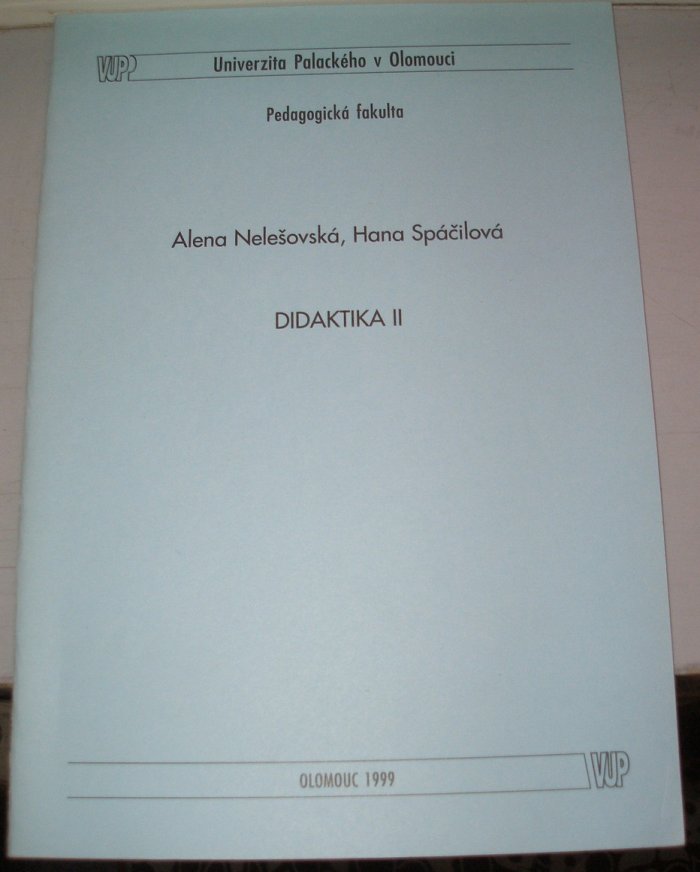 VUP Univerzita Palackého v Olomouci
Pedagogická fakulta
Alena Nelešovská, Hana Spáčilová
DIDAKTIKA II
OLOMOUC 1999 VUP